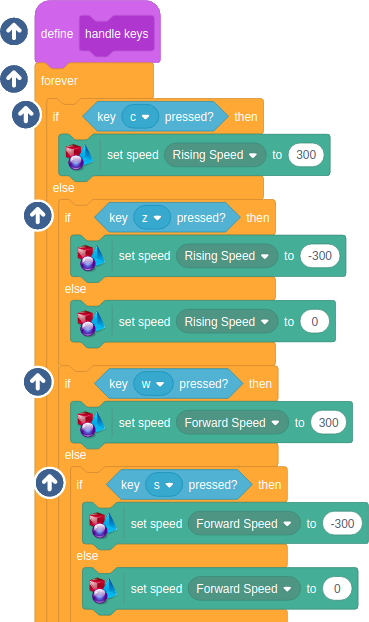 define handle keys
forever
if key c pressed? then
set speed Rising Speed to 300
else
if key z pressed? then
set speed Rising Speed to -300
else
set speed Rising Speed to 0
if key w pressed? then
set speed Forward Speed to 300
else
if key s pressed? then
set speed Forward Speed to -300
else
set speed Forward Speed to 0